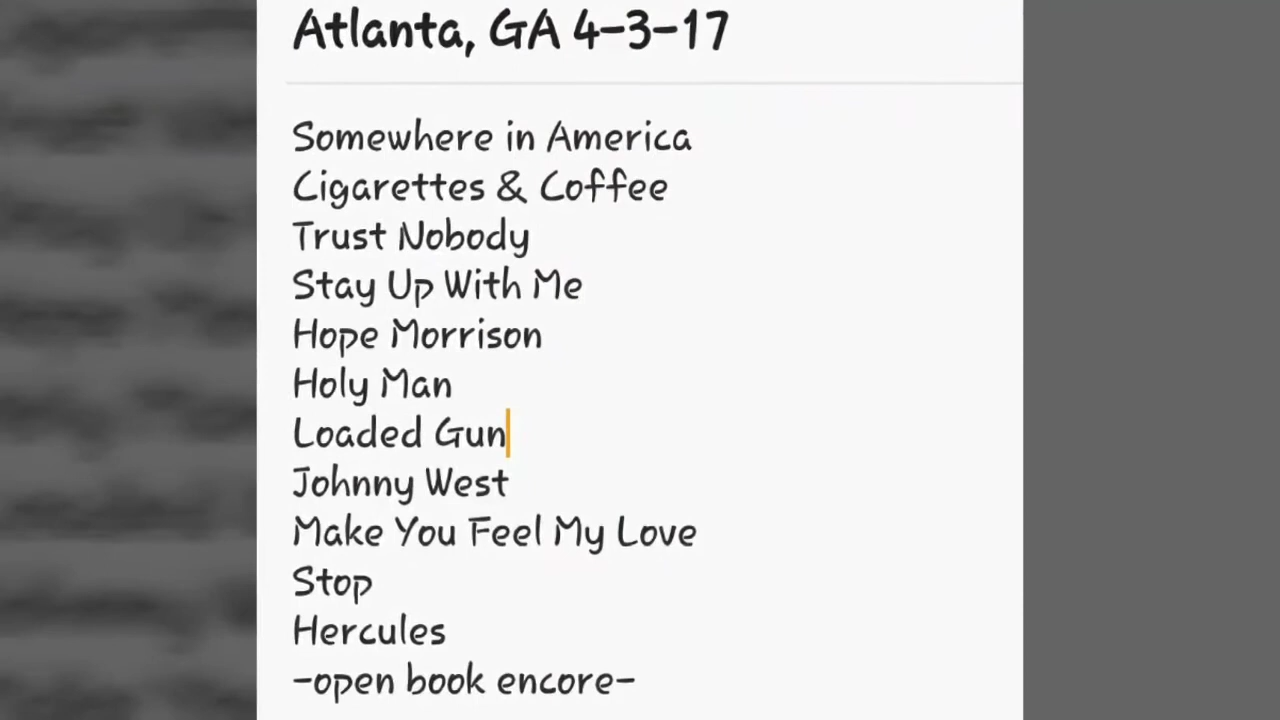 Atlanta, GA 4-3-17
Somewhere in America
Cigarettes & Coffee
Trust Nobody
Stay Up With Me
Hope Morrison
Holy Man
Loaded Gun
Johnny West
Make You Feel My Love
Stop
Hercules
-open book encore-